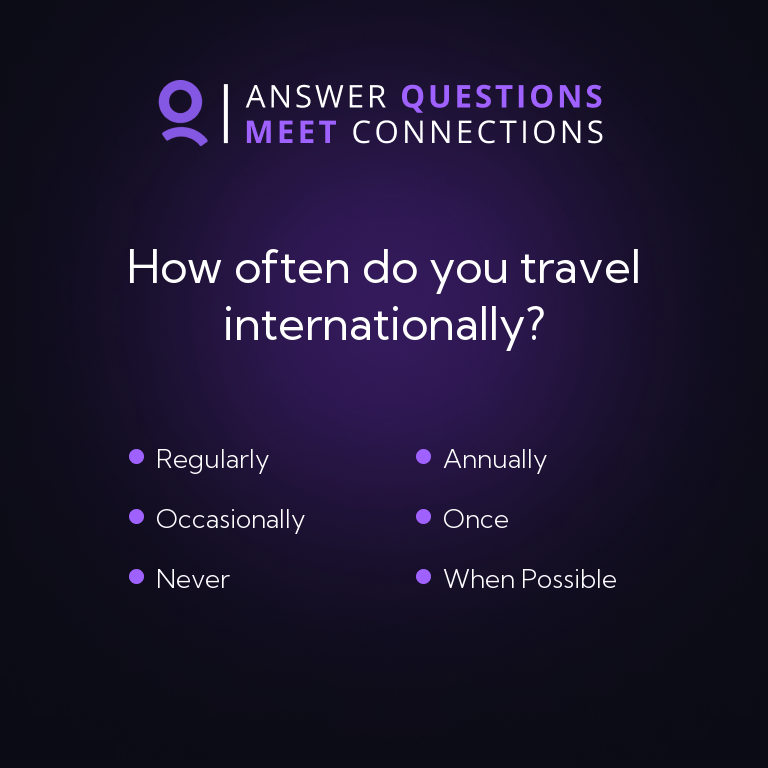 ANSWER QUESTIONS
MEET CONNECTIONS
How often do you travel
internationally?
Regularly
Annually
Occasionally
Once
Never
When Possible